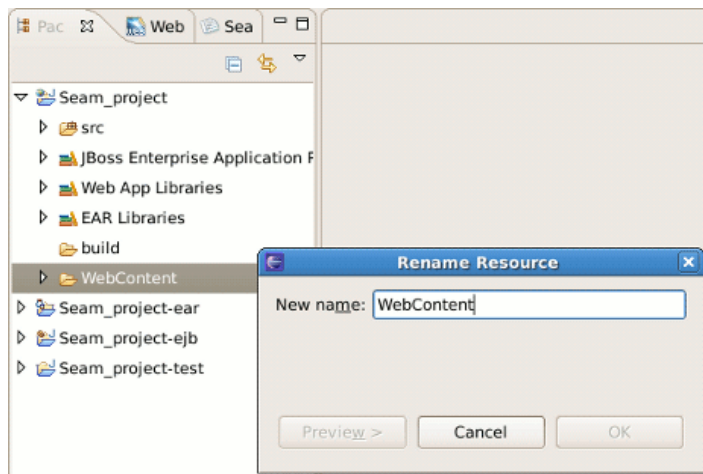 Pac Web Sea
Seam_project
src
JBoss Enterprise Application F
Web App Libraries
EAR Libraries
build
WebContent
Seam_project-ear
Seam_project-ejb
Seam_project-test
Rename Resource
New name: WebContent
Preview > Cancel OK